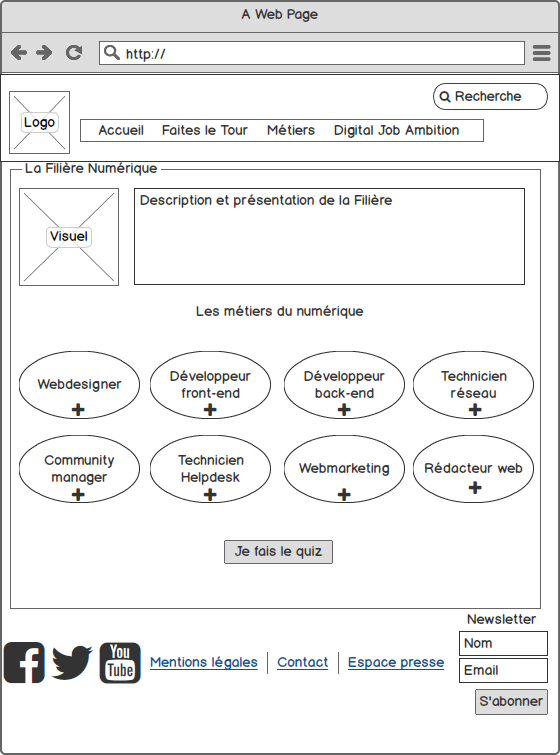 A Web Page
http://
Recherche
Logo
Accueil Faites le Tour Métiers Digital Job Ambition
La Filière Numérique
Visuel
Description et présentation de la Filière
Les métiers du numérique
Webdesigner
Développeur
front-end
Développeur
back-end
Technicien
réseau
Community
manager
Technicien
Helpdesk
Webmarketing
Rédacteur web
Je fais le quiz
Newsletter
Nom
Email
S'abonner
You
Tube
Mentions légales
Contact
Espace presse